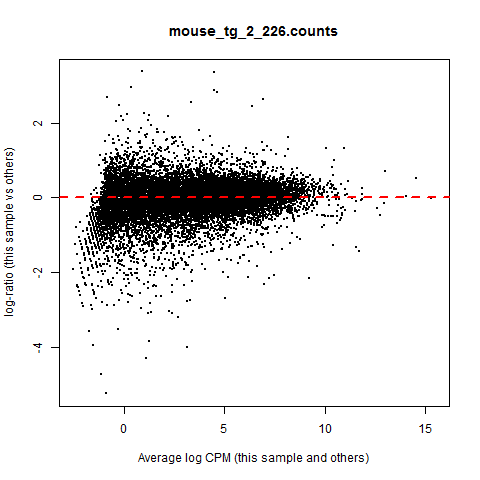 mouse_tg_2_226.counts
log-ratio (this sample vs others)
2
0
-2
-4
0
5
10
15
Average log CPM (this sample and others)